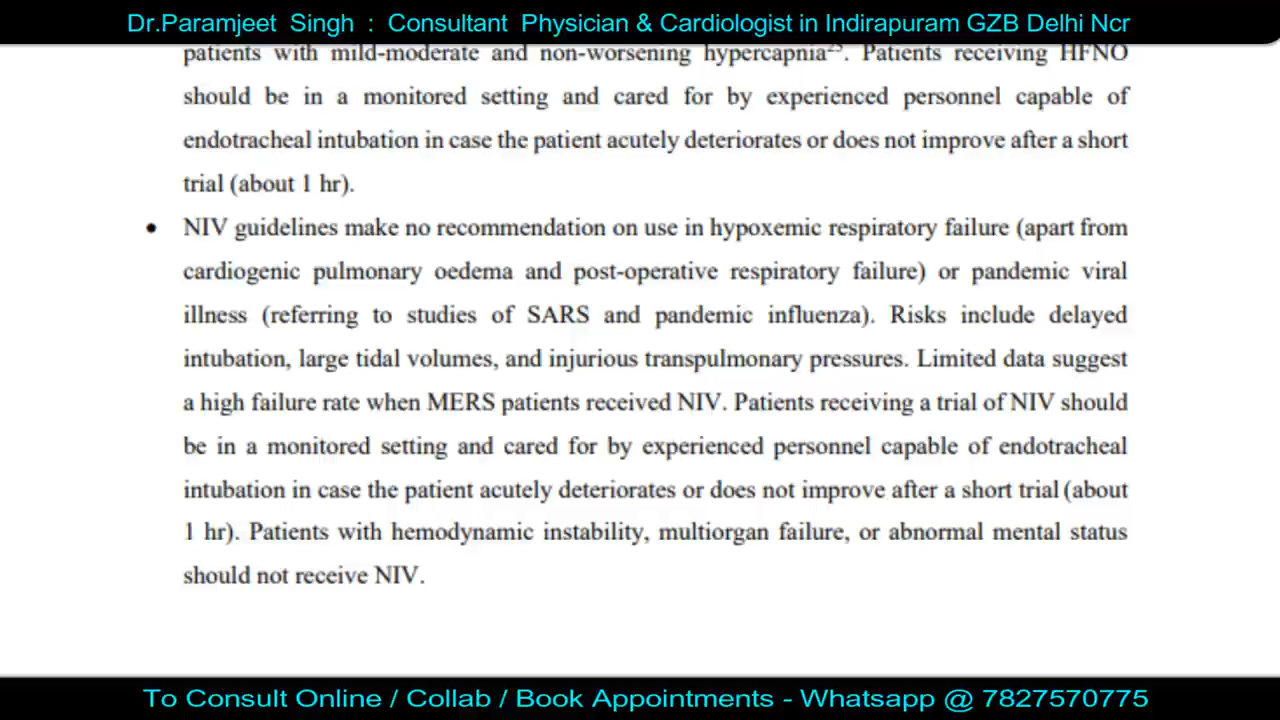 Dr.Paramjeet Singh : Consultant Physician & Cardiologist in Indirapuram GZB Delhi Ncr
patients with mild-moderate and non-worsening hypercapnia²⁵. Patients receiving HFNO
should be in a monitored setting and cared for by experienced personnel capable of
endotracheal intubation in case the patient acutely deteriorates or does not improve after a short
trial (about 1 hr).
• NIV guidelines make no recommendation on use in hypoxemic respiratory failure (apart from
cardiogenic pulmonary oedema and post-operative respiratory failure) or pandemic viral
illness (referring to studies of SARS and pandemic influenza). Risks include delayed
intubation, large tidal volumes, and injurious transpulmonary pressures. Limited data suggest
a high failure rate when MERS patients received NIV. Patients receiving a trial of NIV should
be in a monitored setting and cared for by experienced personnel capable of endotracheal
intubation in case the patient acutely deteriorates or does not improve after a short trial (about
1 hr). Patients with hemodynamic instability, multiorgan failure, or abnormal mental status
should not receive NIV.
To Consult Online / Collab / Book Appointments - Whatsapp @ 7827570775